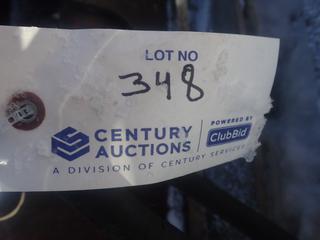 LOT NO
348
CENTURY
AUCTIONS
POWERED BY
ClubBid
A DIVISION OF CENTURY SERVICES